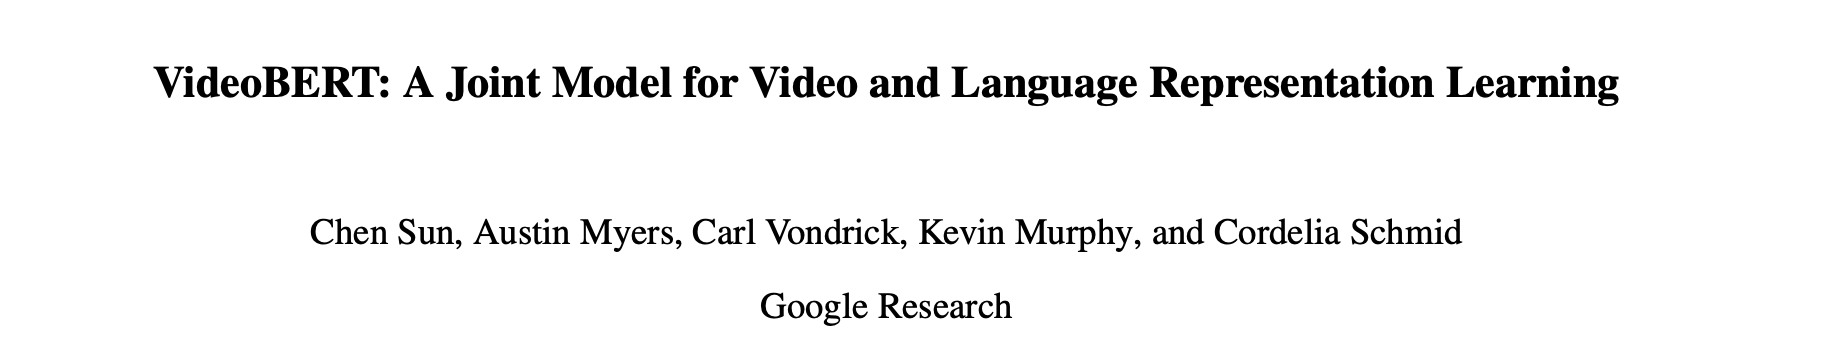 VideoBERT: A Joint Model for Video and Language Representation Learning
Chen Sun, Austin Myers, Carl Vondrick, Kevin Murphy, and Cordelia Schmid
Google Research